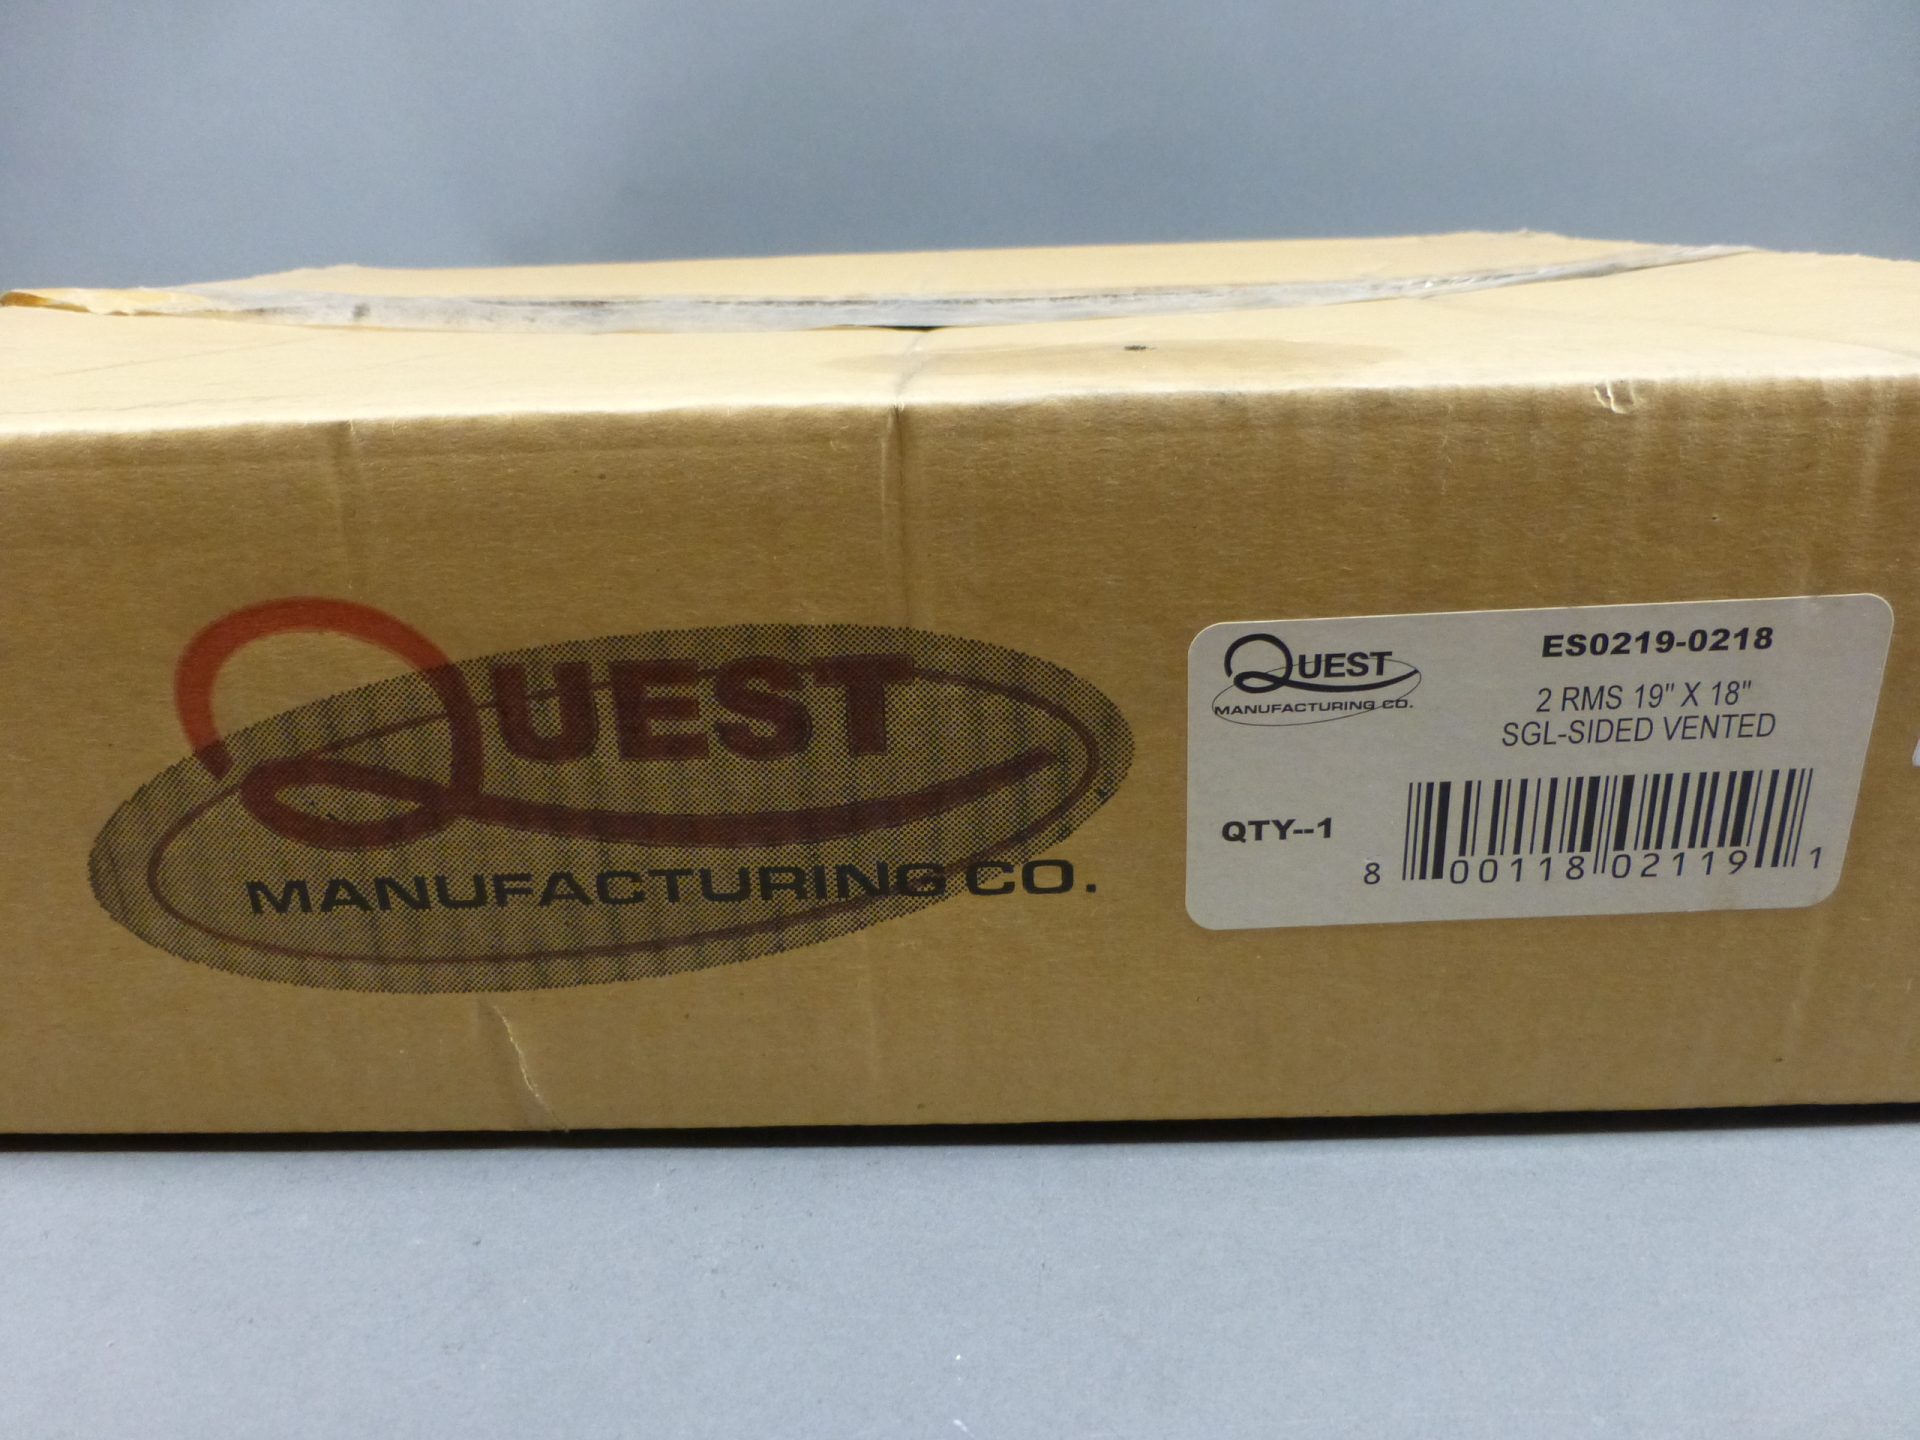 QUEST
MANUFACTURING CO.
QUEST
MANUFACTURING CO.
ES0219-0218
2 RMS 19" X 18"
SGL-SIDED VENTED
QTY--1
8 00118 02119 1